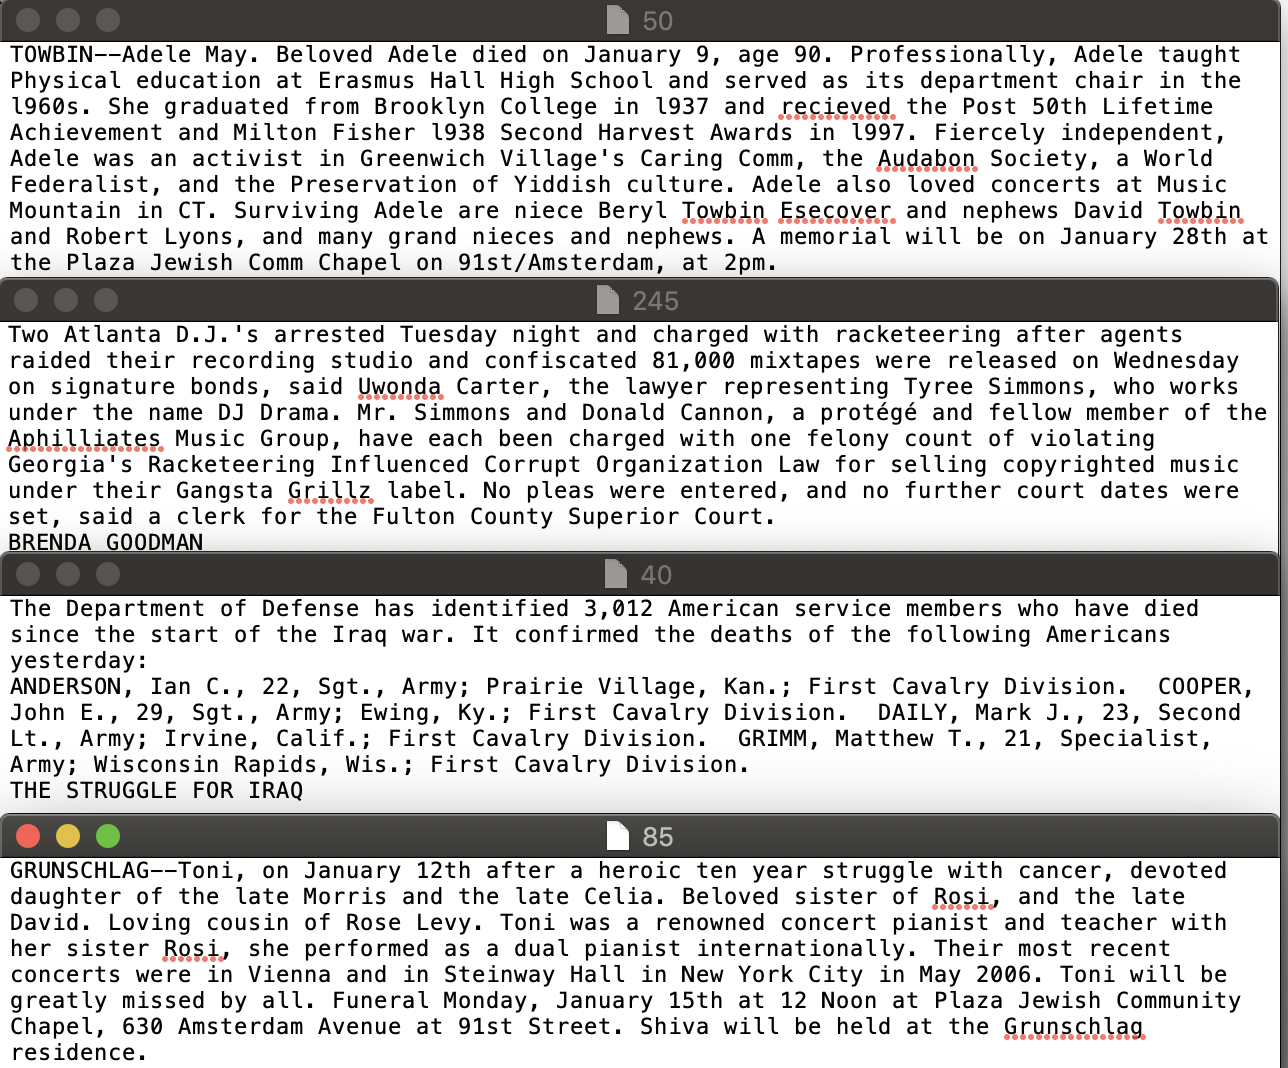 50
TOWBIN--Adele May. Beloved Adele died on January 9, age 90. Professionally, Adele taught
Physical education at Erasmus Hall High School and served as its department chair in the
l960s. She graduated from Brooklyn College in l937 and recieved the Post 50th Lifetime
Achievement and Milton Fisher l938 Second Harvest Awards in l997. Fiercely independent,
Adele was an activist in Greenwich Village's Caring Comm, the Audabon Society, a World
Federalist, and the Preservation of Yiddish culture. Adele also loved concerts at Music
Mountain in CT. Surviving Adele are niece Beryl Towbin Esecover and nephews David Towbin
and Robert Lyons, and many grand nieces and nephews. A memorial will be on January 28th at
the Plaza Jewish Comm Chapel on 91st/Amsterdam, at 2pm.
245
Two Atlanta D.J.'s arrested Tuesday night and charged with racketeering after agents
raided their recording studio and confiscated 81,000 mixtapes were released on Wednesday
on signature bonds, said Uwonda Carter, the lawyer representing Tyree Simmons, who works
under the name DJ Drama. Mr. Simmons and Donald Cannon, a protégé and fellow member of the
Aphilliates Music Group, have each been charged with one felony count of violating
Georgia's Racketeering Influenced Corrupt Organization Law for selling copyrighted music
under their Gangsta Grillz label. No pleas were entered, and no further court dates were
set, said a clerk for the Fulton County Superior Court.
BRENDA GOODMAN
40
The Department of Defense has identified 3,012 American service members who have died
since the start of the Iraq war. It confirmed the deaths of the following Americans
yesterday:
ANDERSON, Ian C., 22, Sgt., Army; Prairie Village, Kan.; First Cavalry Division.  COOPER,
John E., 29, Sgt., Army; Ewing, Ky.; First Cavalry Division.  DAILY, Mark J., 23, Second
Lt., Army; Irvine, Calif.; First Cavalry Division.  GRIMM, Matthew T., 21, Specialist,
Army; Wisconsin Rapids, Wis.; First Cavalry Division.
THE STRUGGLE FOR IRAQ
85
GRUNSCHLAG--Toni, on January 12th after a heroic ten year struggle with cancer, devoted
daughter of the late Morris and the late Celia. Beloved sister of Rosi, and the late
David. Loving cousin of Rose Levy. Toni was a renowned concert pianist and teacher with
her sister Rosi, she performed as a dual pianist internationally. Their most recent
concerts were in Vienna and in Steinway Hall in New York City in May 2006. Toni will be
greatly missed by all. Funeral Monday, January 15th at 12 Noon at Plaza Jewish Community
Chapel, 630 Amsterdam Avenue at 91st Street. Shiva will be held at the Grunschlag
residence.